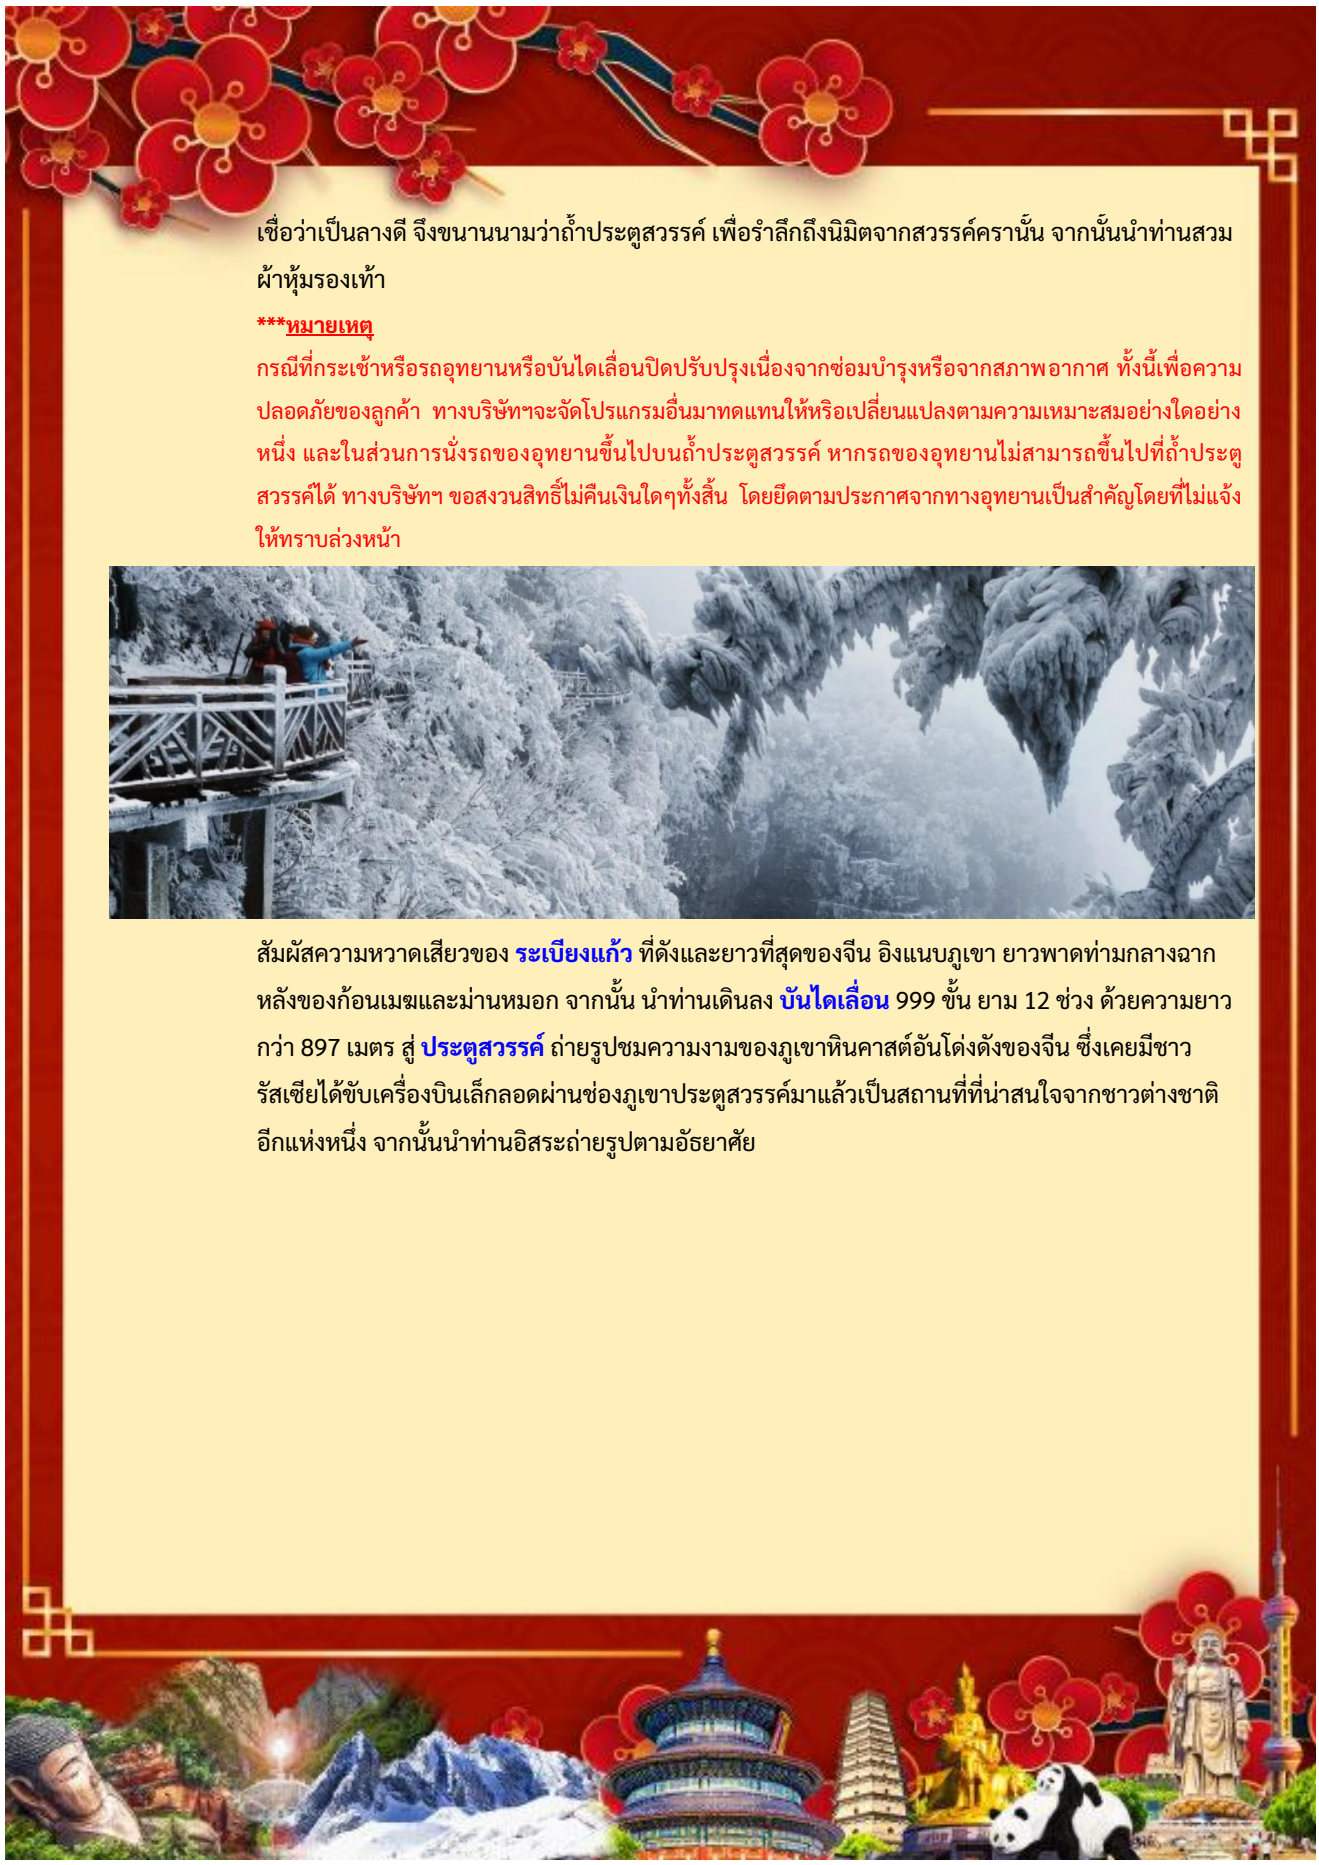 เชื่อว่าเป็นลางดี จึงขนานนามว่าถ้ำประตูสวรรค์ เพื่อรำลึกถึงนิมิตจากสวรรค์ครานั้น จากนั้นนำท่านสวม
ผ้าหุ้มรองเท้า
***หมายเหตุ
กรณีที่กระเช้าหรือรถอุทยานหรือบันไดเลื่อนปิดปรับปรุงเนื่องจากซ่อมบำรุงหรือจากสภาพอากาศ ทั้งนี้เพื่อความ
ปลอดภัยของลูกค้า ทางบริษัทฯจะจัดโปรแกรมอื่นมาทดแทนให้หริอเปลี่ยนแปลงตามความเหมาะสมอย่างใดอย่าง
หนึ่ง และในส่วนการนั่งรถของอุทยานขึ้นไปบนถ้ำประตูสวรรค์ หากรถของอุทยานไม่สามารถขึ้นไปที่ถ้ำประตู
สวรรค์ได้ ทางบริษัทฯ ขอสงวนสิทธิ์ไม่คืนเงินใดๆทั้งสิ้น โดยยึดตามประกาศจากทางอุทยานเป็นสำคัญโดยที่ไม่แจ้ง
ให้ทราบล่วงหน้า
สัมผัสความหวาดเสียวของ ระเบียงแก้ว ที่ดังและยาวที่สุดของจีน อิงแนบภูเขา ยาวพาดท่ามกลางฉาก
หลังของก้อนเมฆและม่านหมอก จากนั้น นำท่านเดินลง บันไดเลื่อน 999 ขั้น ยาม 12 ช่วง ด้วยความยาว
กว่า 897 เมตร สู่ ประตูสวรรค์ ถ่ายรูปชมความงามของภูเขาหินคาสต์อันโด่งดังของจีน ซึ่งเคยมีชาว
รัสเซียได้ขับเครื่องบินเล็กลอดผ่านช่องภูเขาประตูสวรรค์มาแล้วเป็นสถานที่ที่น่าสนใจจากชาวต่างชาติ
อีกแห่งหนึ่ง จากนั้นนำท่านอิสระถ่ายรูปตามอัธยาศัย